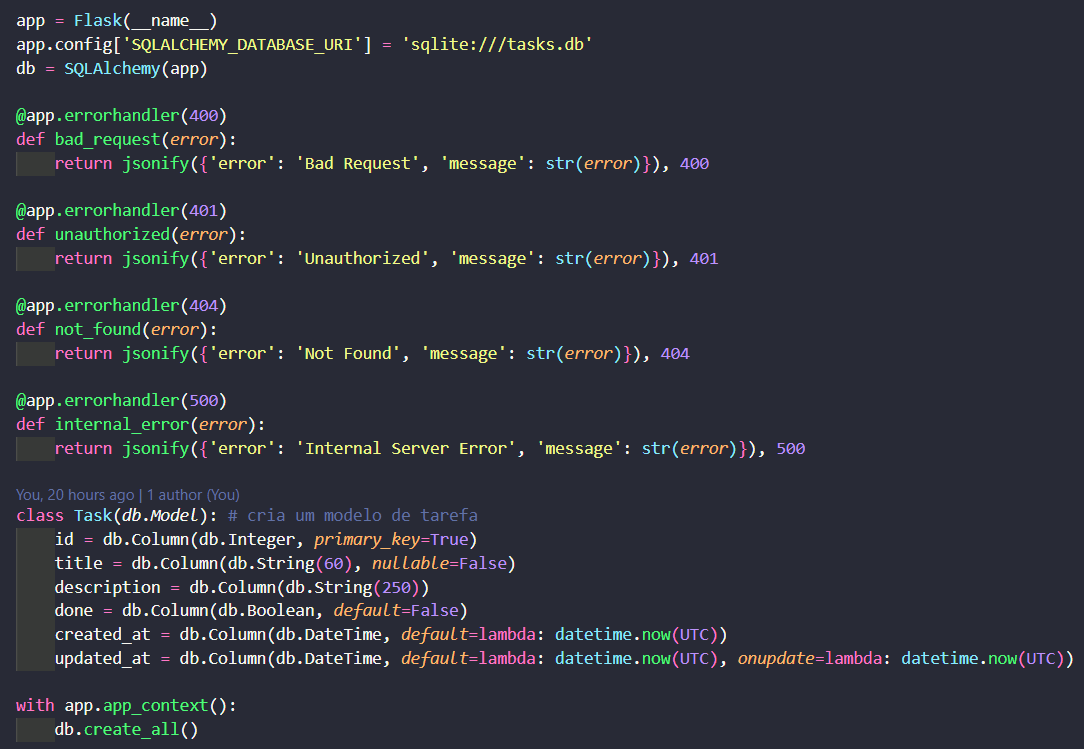 app = Flask(__name__)
app.config['SQLALCHEMY_DATABASE_URI'] = 'sqlite:///tasks.db'
db = SQLAlchemy(app)

@app.errorhandler(400)
def bad_request(error):
    return jsonify({'error': 'Bad Request', 'message': str(error)}), 400

@app.errorhandler(401)
def unauthorized(error):
    return jsonify({'error': 'Unauthorized', 'message': str(error)}), 401

@app.errorhandler(404)
def not_found(error):
    return jsonify({'error': 'Not Found', 'message': str(error)}), 404

@app.errorhandler(500)
def internal_error(error):
    return jsonify({'error': 'Internal Server Error', 'message': str(error)}), 500

You, 20 hours ago | 1 author (You)
class Task(db.Model): # cria um modelo de tarefa
    id = db.Column(db.Integer, primary_key=True)
    title = db.Column(db.String(60), nullable=False)
    description = db.Column(db.String(250))
    done = db.Column(db.Boolean, default=False)
    created_at = db.Column(db.DateTime, default=lambda: datetime.now(UTC))
    updated_at = db.Column(db.DateTime, default=lambda: datetime.now(UTC), onupdate=lambda: datetime.now(UTC))

with app.app_context():
    db.create_all()